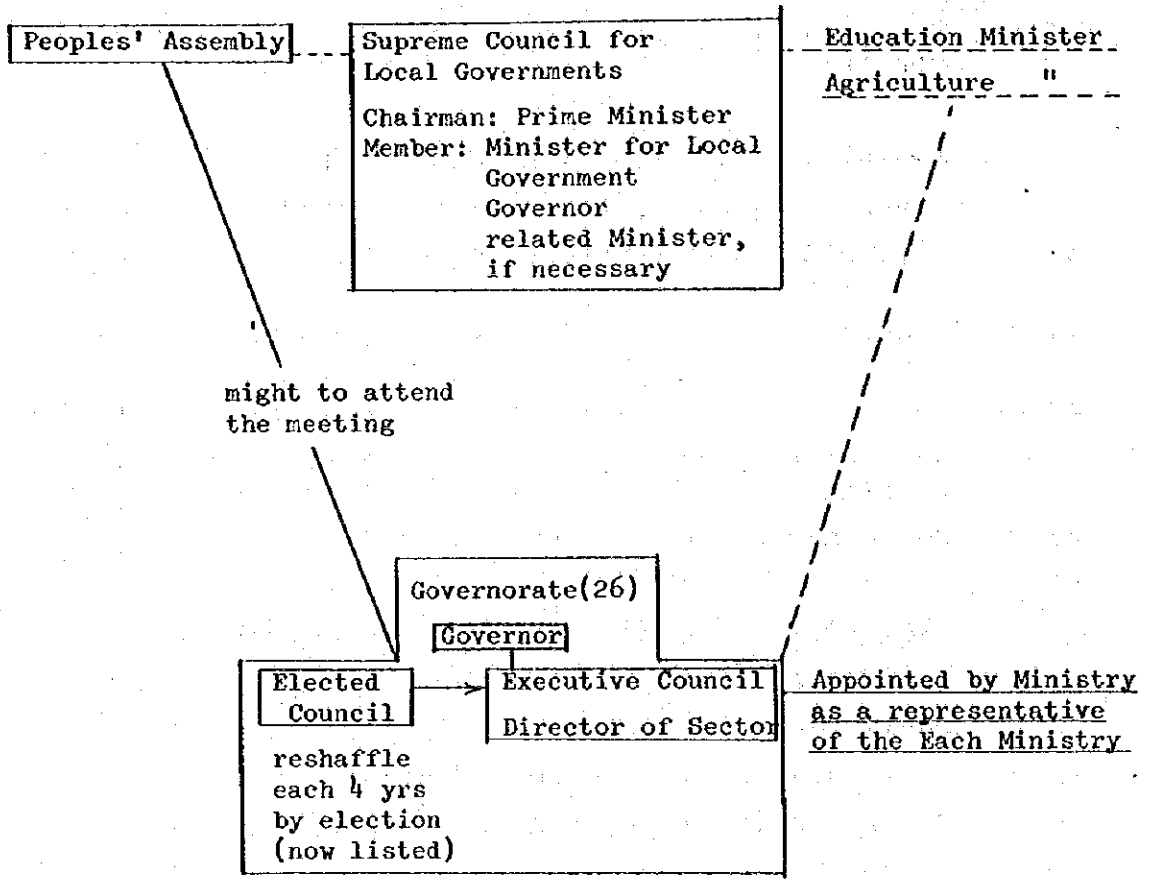 Peoples' Assembly
Supreme Council for
Local Governments
Chairman: Prime Minister
Member: Minister for Local
Government
Governor
related Minister,
if necessary
Education Minister
Agriculture "
might to attend
the meeting
Governorate(26)
Governor
Elected
Council
Executive Council
Director of Sector
Appointed by Ministry
as a representative
of the Each Ministry
reshaffle
each 4 yrs
by election
(now listed)